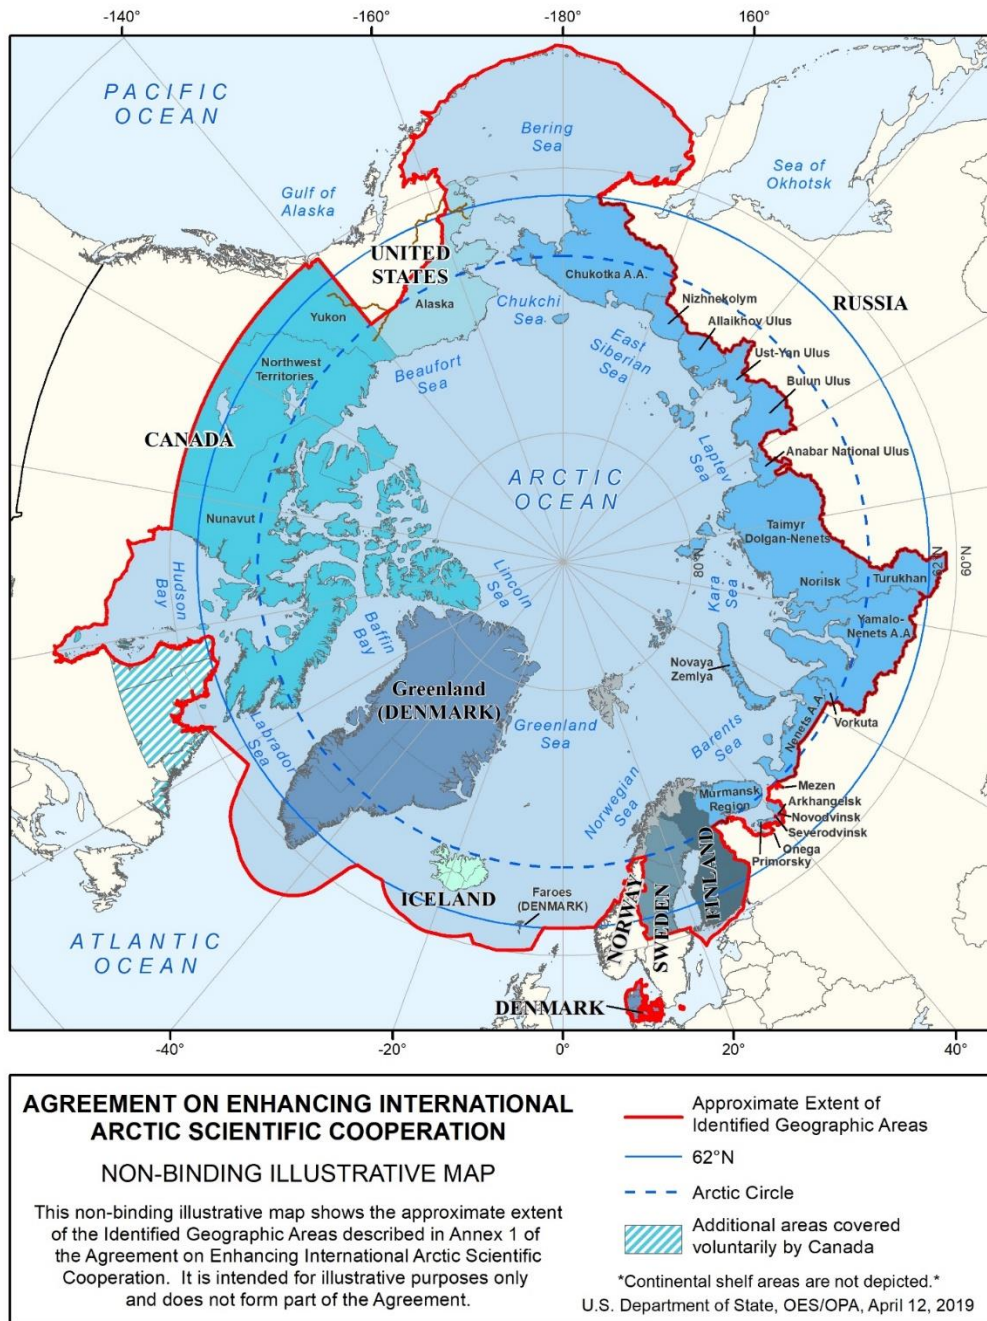 -140°
-160°
-180°
160°
PACIFIC
OCEAN
Bering
Sea
Sea of
Okhotsk
Gulf of
Alaska
UNITED
STATES
Chukotka A.A.
Nizhnekolym
RUSSIA
Alaska
Chukchi
Sea
Yukon
Allaikhov Ulus
East
Siberian
Sea
Ust-Yan Ulus
Northwest
Territories
Beaufort
Sea
Bulun Ulus
CANADA
Laptev
Sea
Anabar National Ulus
ARCTIC
OCEAN
Nunavut
Taimyr
Dolgan-Nenets
80°N
62°N
60°N
Hudson
Bay
Lincoln
Sea
Kara
Sea
Norilsk
Turukhan
Baffin
Bay
Yamalo-
Nenets A.A
Novaya
Zemlya
Greenland
(DENMARK)
Labrador
Sea
Greenland
Sea
Barents
Sea
Nenets A.A.
Vorkuta
Norwegian
Sea
Murmansk
Region
Mezen
Arkhangelsk
Novodvinsk
Severodvinsk
Onega
Primorsky
ICELAND
Faroes
(DENMARK)
NORWAY
SWEDEN
FINLAND
ATLANTIC
OCEAN
DENMARK
-40°
-20°
0°
20°
40°
AGREEMENT ON ENHANCING INTERNATIONAL
ARCTIC SCIENTIFIC COOPERATION
NON-BINDING ILLUSTRATIVE MAP
This non-binding illustrative map shows the approximate extent
of the Identified Geographic Areas described in Annex 1 of
the Agreement on Enhancing International Arctic Scientific
Cooperation. It is intended for illustrative purposes only
and does not form part of the Agreement.
Approximate Extent of
Identified Geographic Areas
62°N
Arctic Circle
Additional areas covered
voluntarily by Canada
*Continental shelf areas are not depicted.*
U.S. Department of State, OES/OPA, April 12, 2019